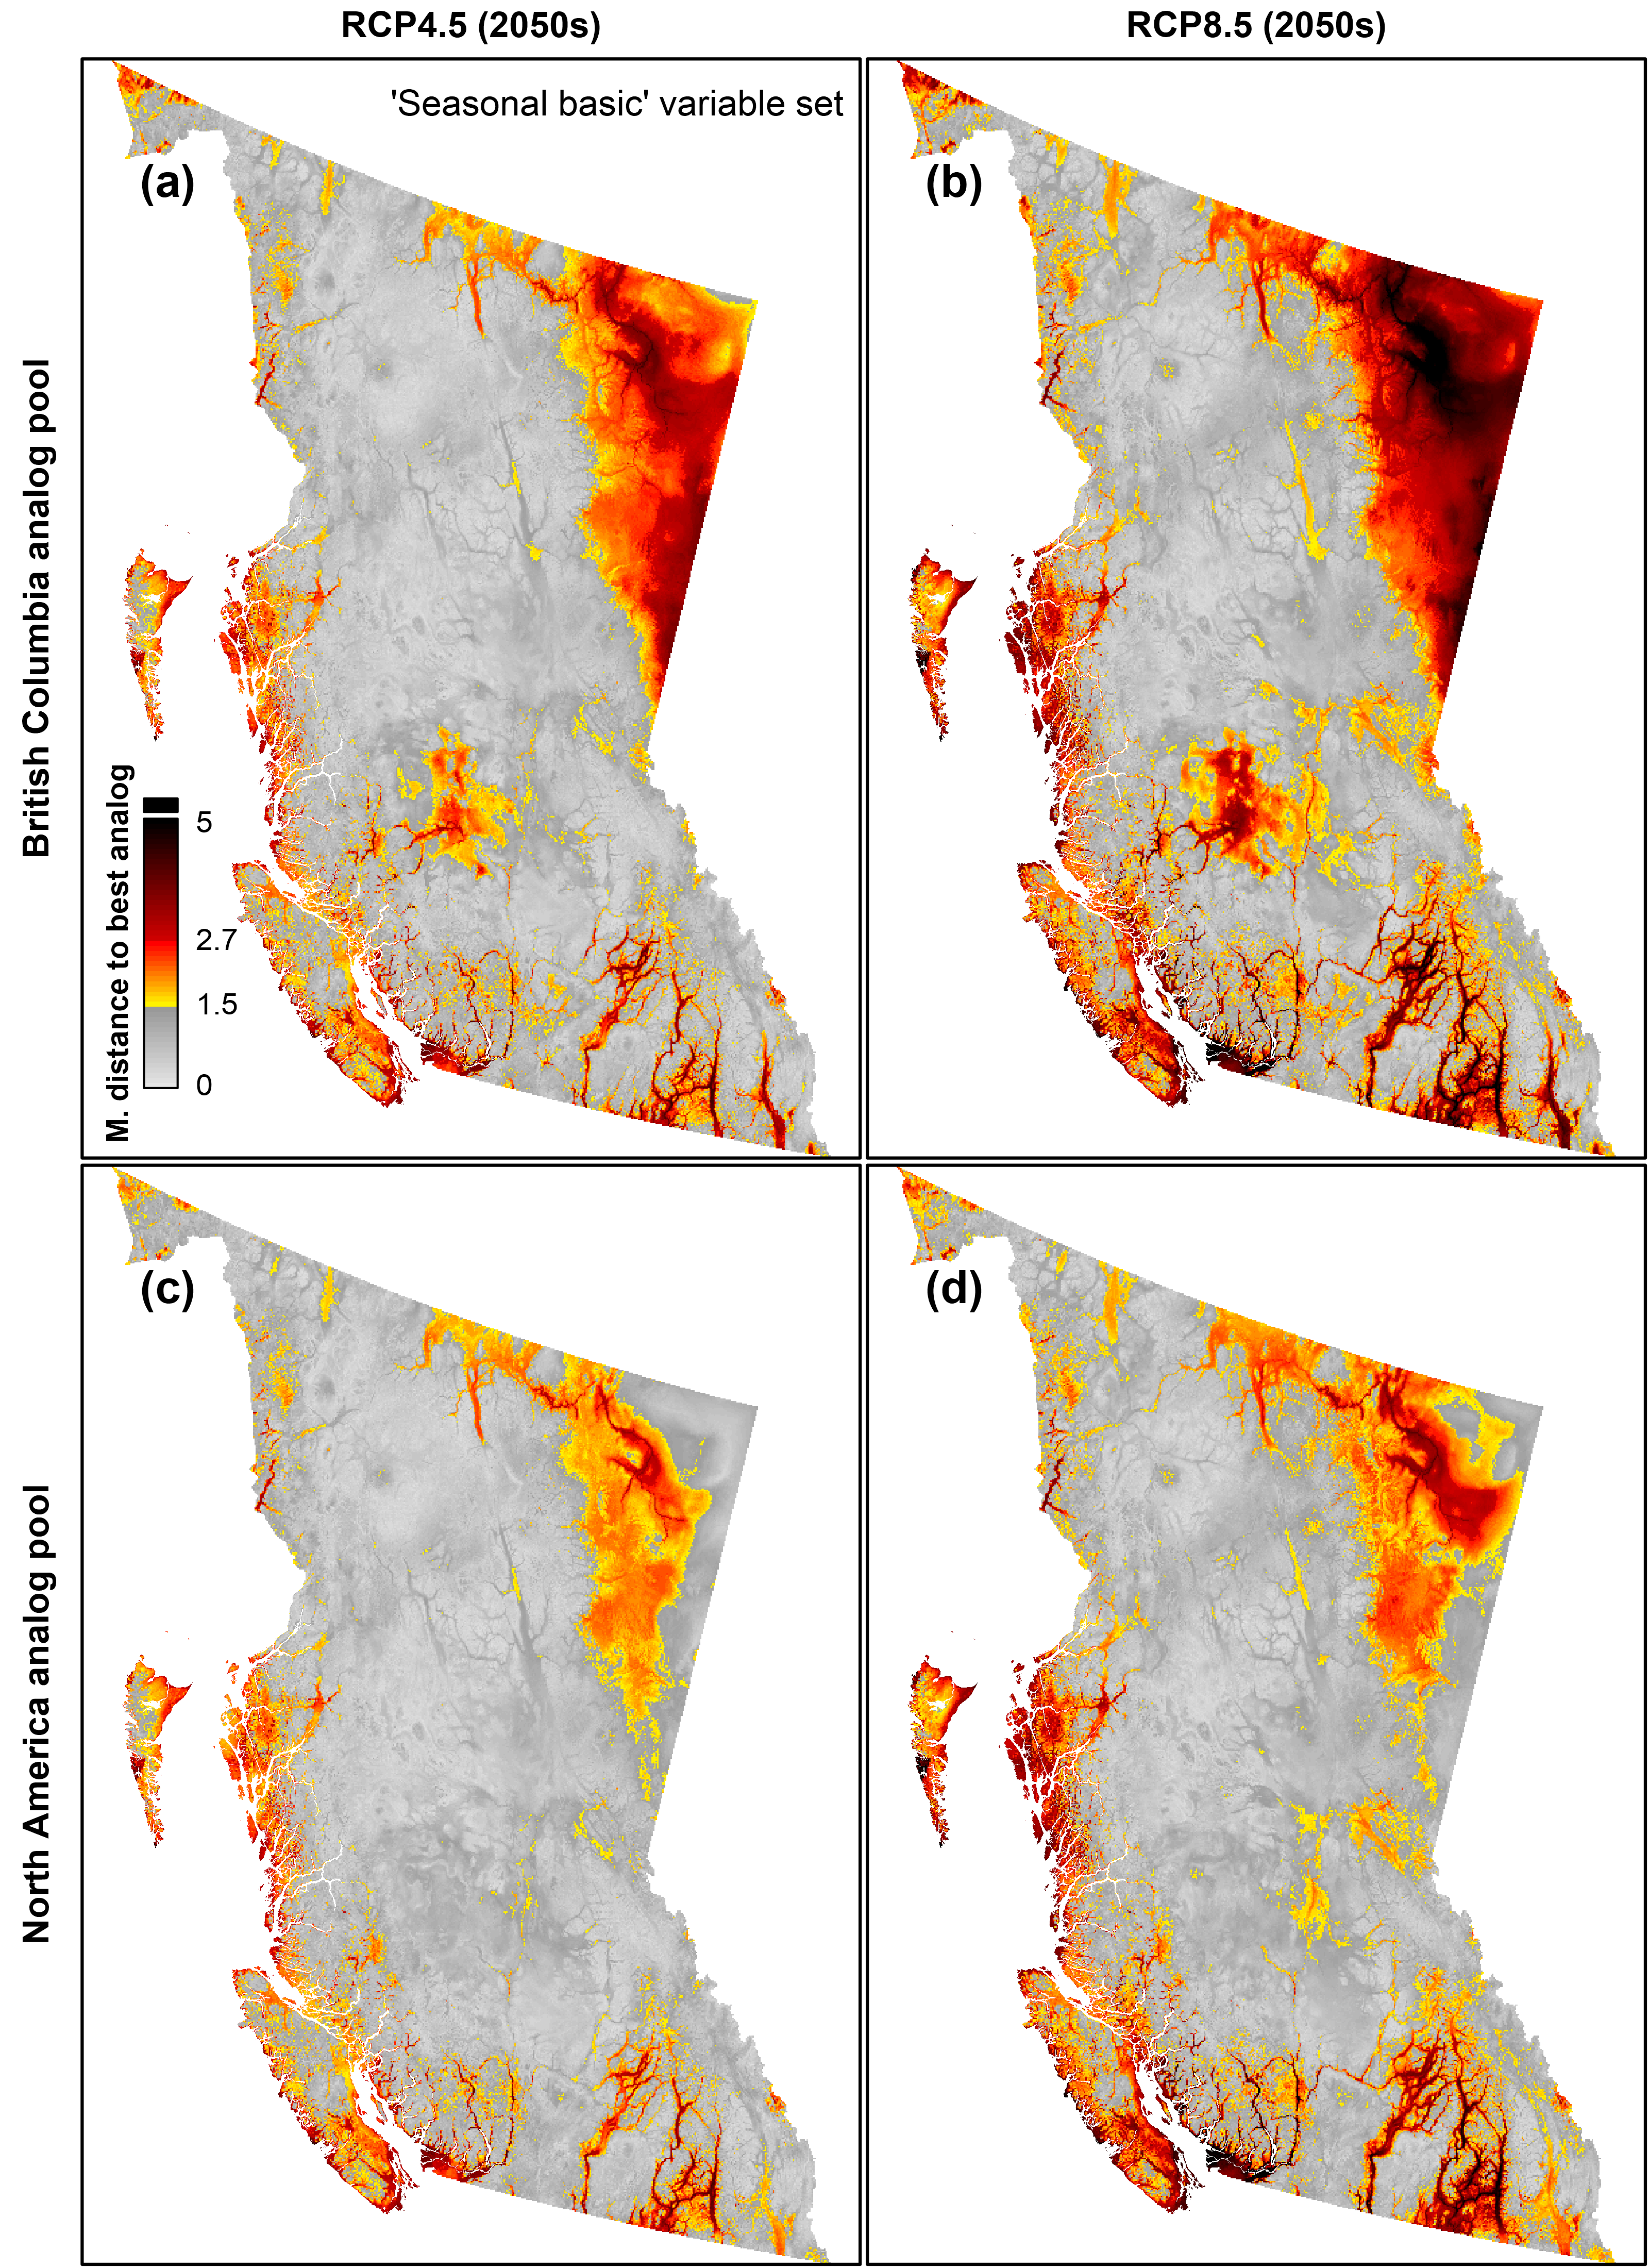 RCP4.5 (2050s)
RCP8.5 (2050s)
British Columbia analog pool
'Seasonal basic' variable set
(a)
(b)
M. distance to best analog
5
2.7
1.5
0
North America analog pool
(c)
(d)